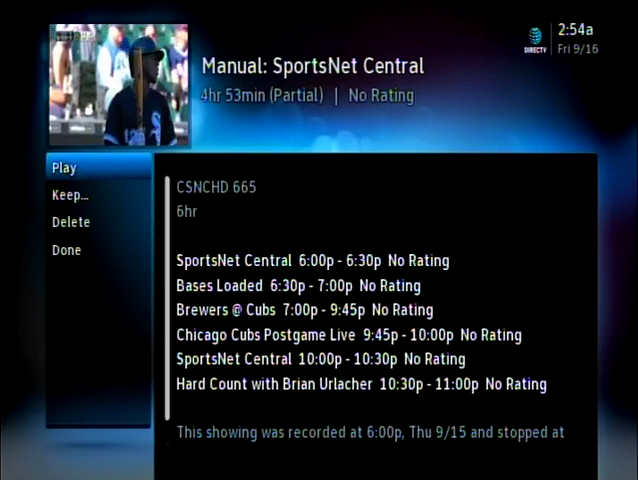 2:54a
DIRECTV
Fri 9/16
Manual: SportsNet Central
4hr 53min (Partial) | No Rating
Play
Keep...
Delete
Done
CSNCHD 665
6hr
SportsNet Central 6:00p - 6:30p No Rating
Bases Loaded 6:30p - 7:00p No Rating
Brewers @ Cubs 7:00p - 9:45p No Rating
Chicago Cubs Postgame Live 9:45p - 10:00p No Rating
SportsNet Central 10:00p - 10:30p No Rating
Hard Count with Brian Urlacher 10:30p - 11:00p No Rating
This showing was recorded at 6:00p, Thu 9/15 and stopped at